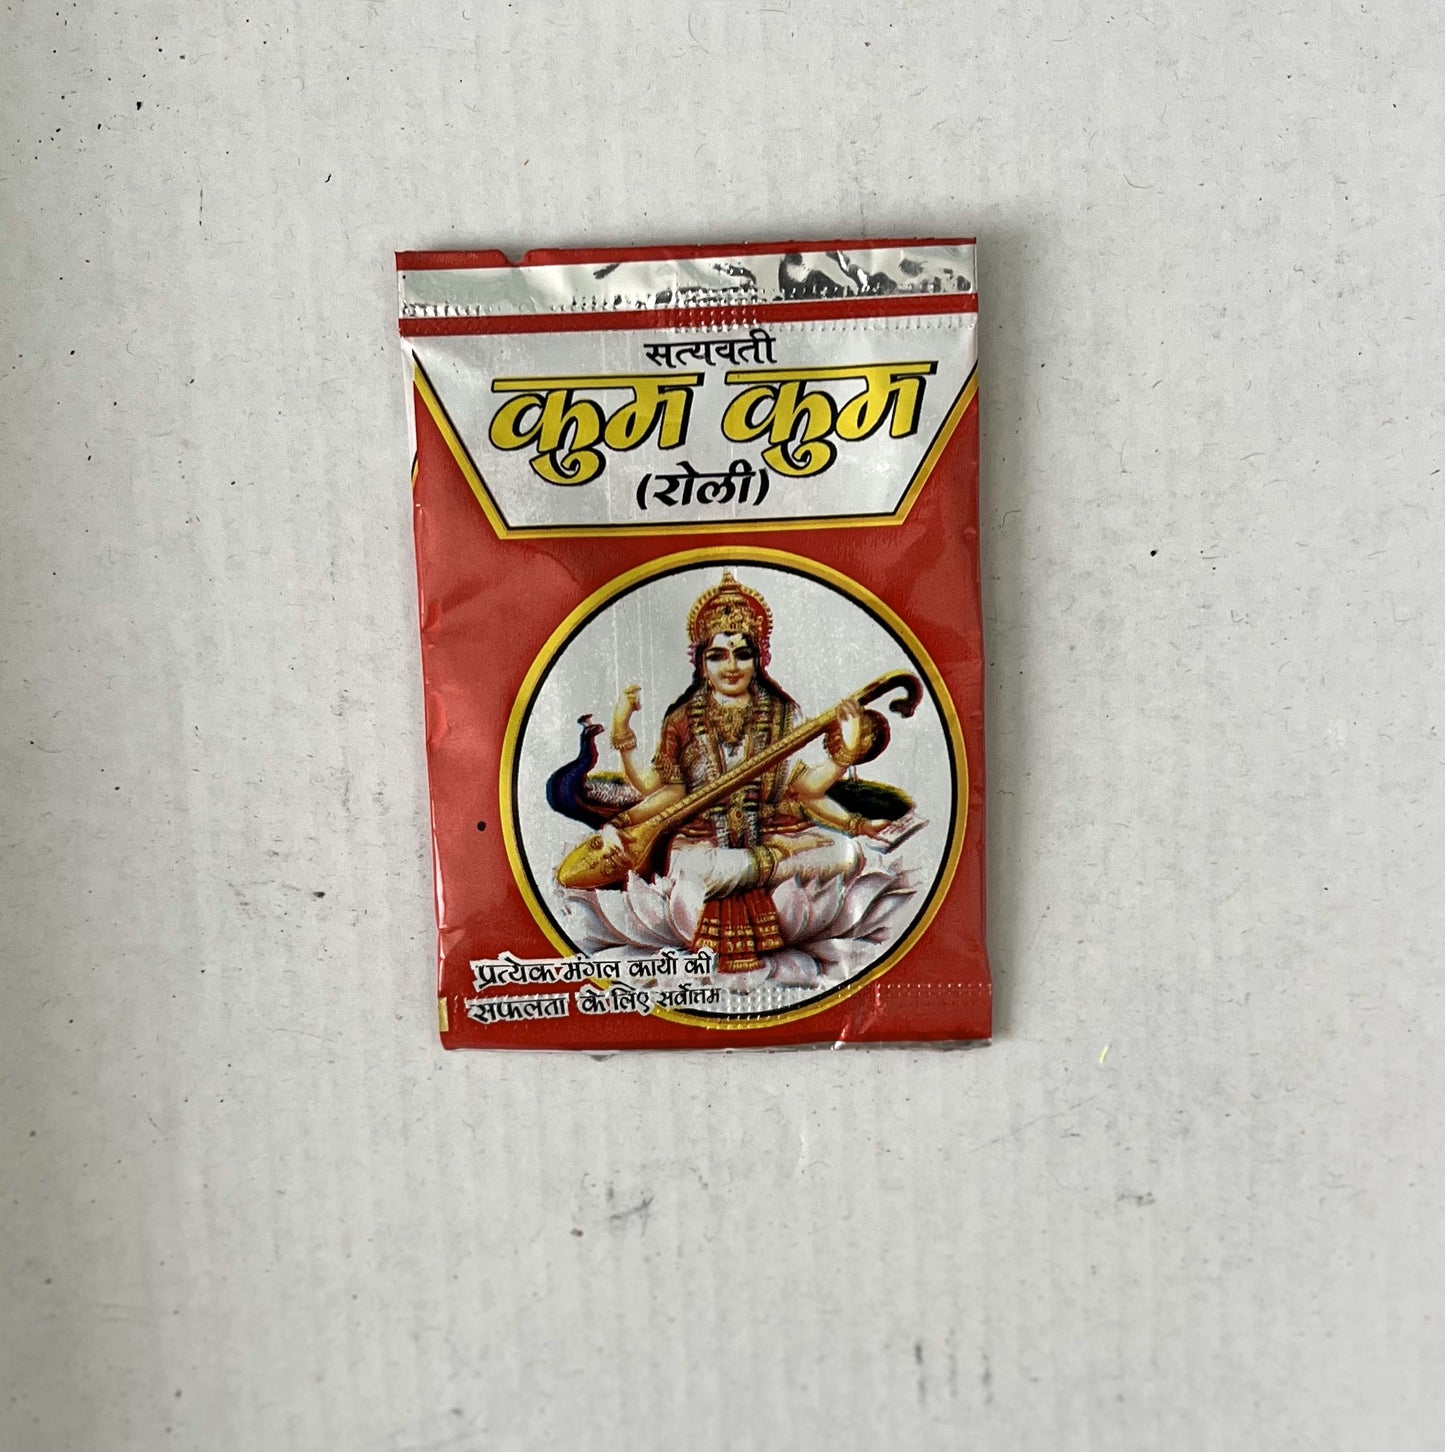 सत्यवती
कुम कुम
(रोली)
प्रत्येक मंगल कार्यो की
सफलता के लिए सर्वोत्तम